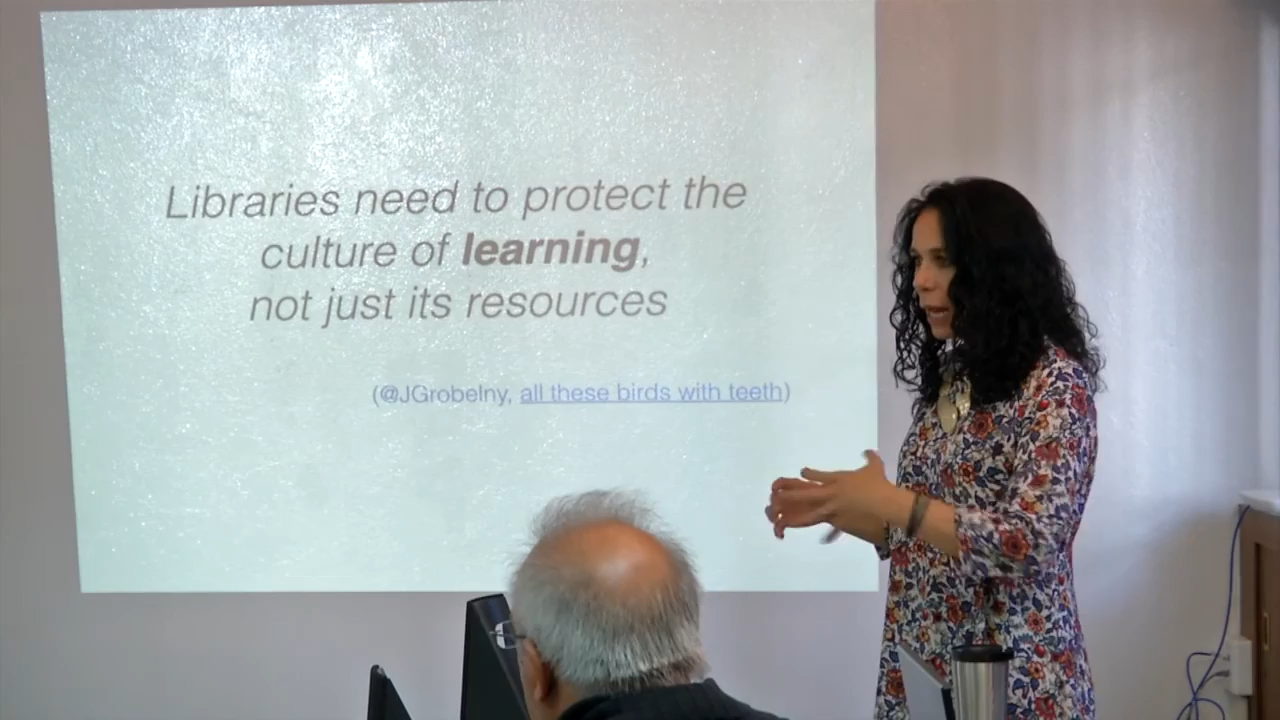 Libraries need to protect the
culture of learning,
not just its resources
(@JGrobelny, all these birds with teeth)